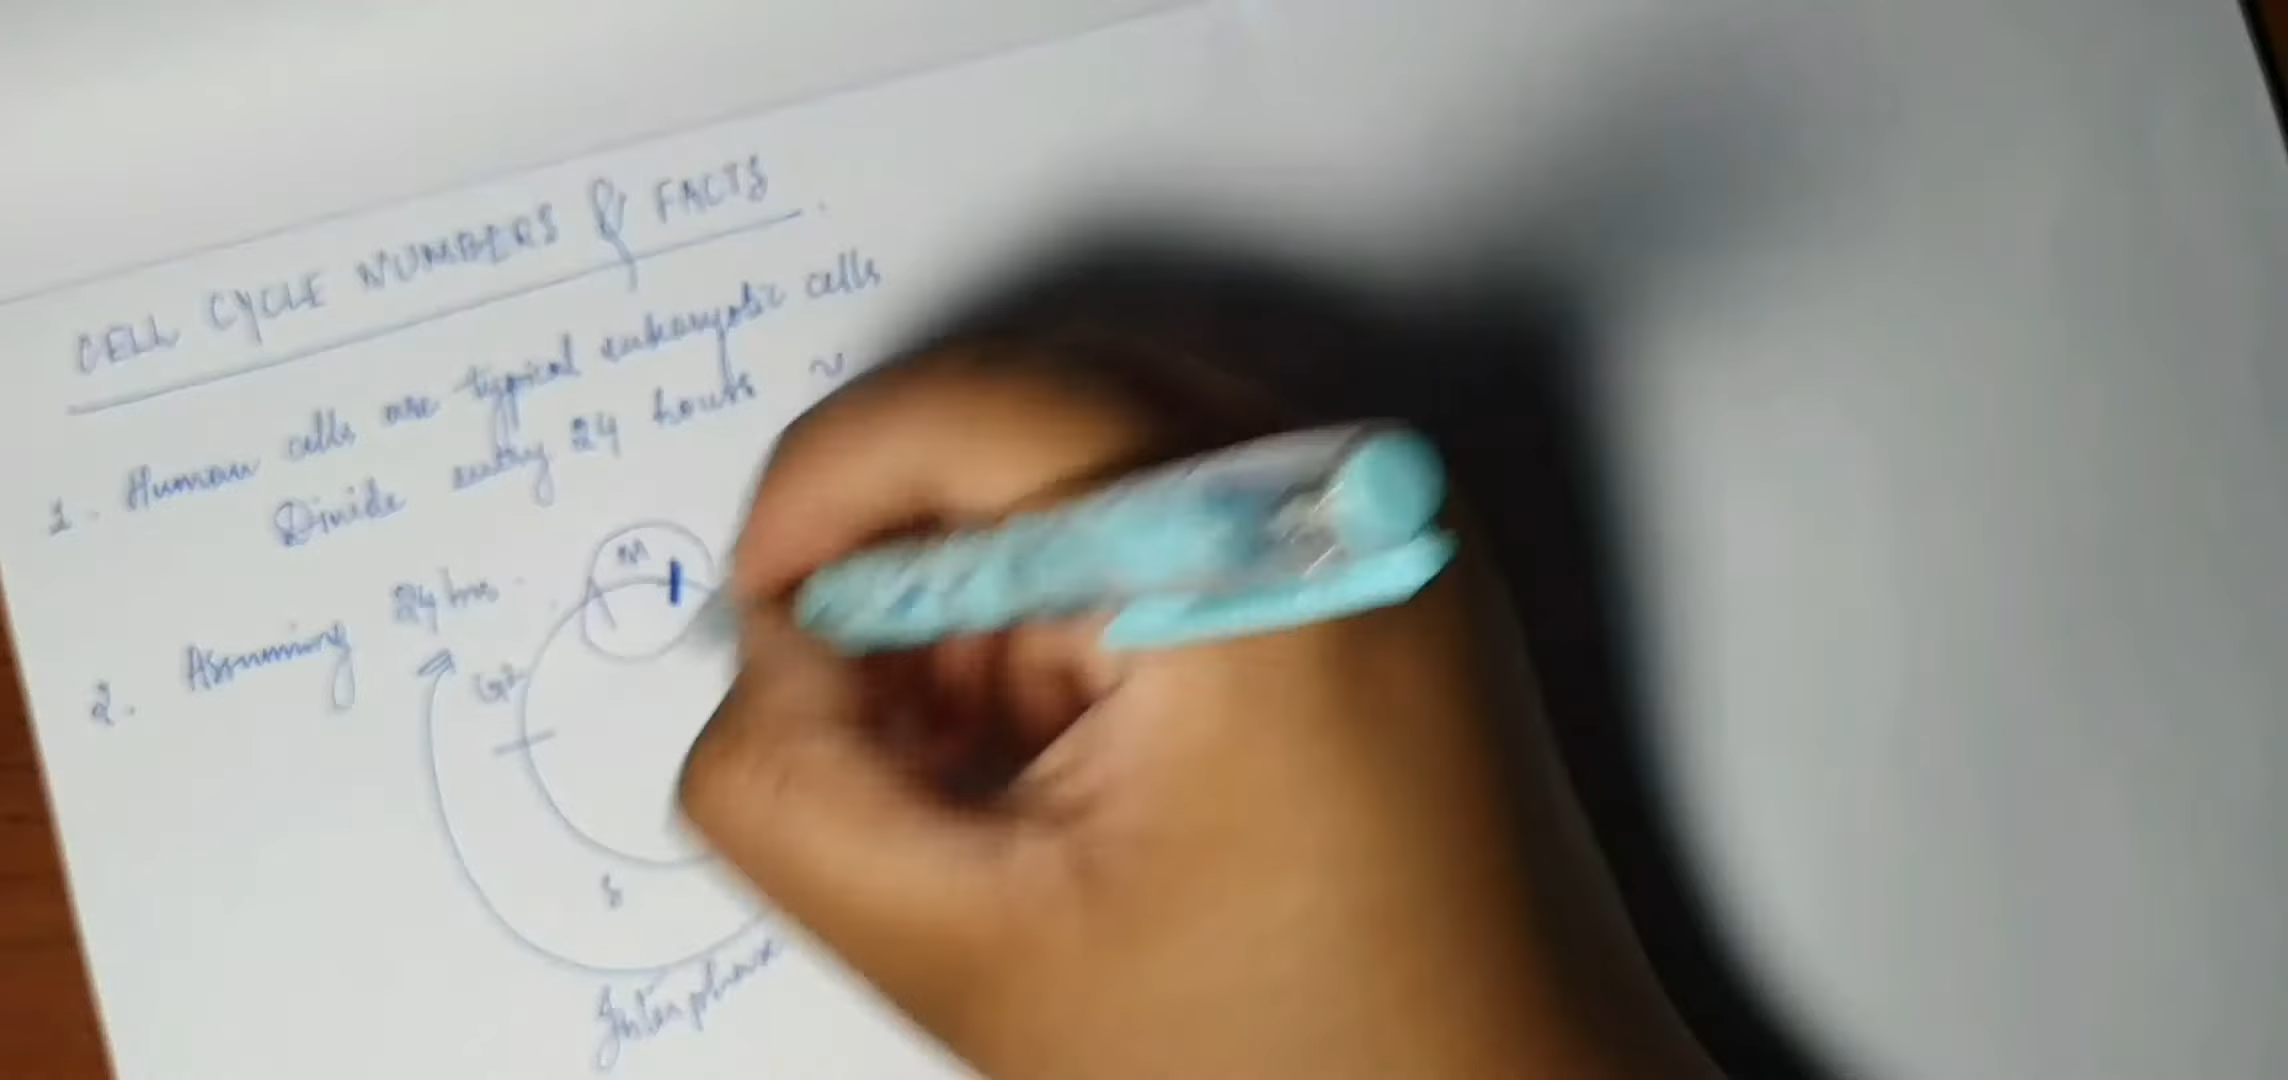 CELL CYCLE NUMBERS & FACTS.
1. Human cells are typical eukaryotic cells
Divide entry 24 hours ~
2. Assuming 24 hrs.
M
G2
S
Interphase